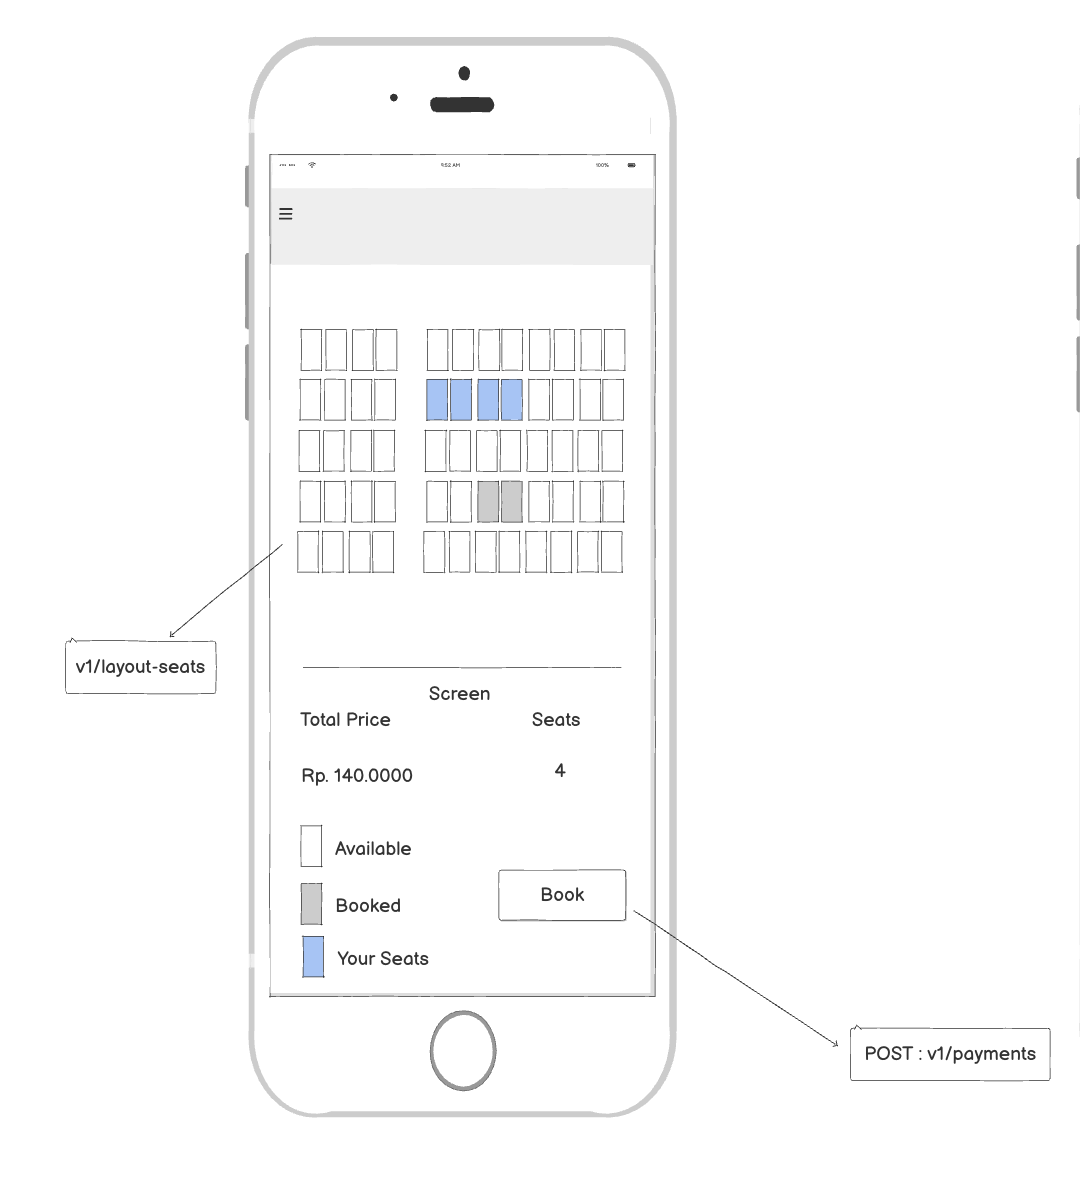 9:52 AM
100%
v1/layout-seats
Screen
Total Price
Seats
Rp. 140.0000
4
Available
Booked
Book
Your Seats
POST : v1/payments